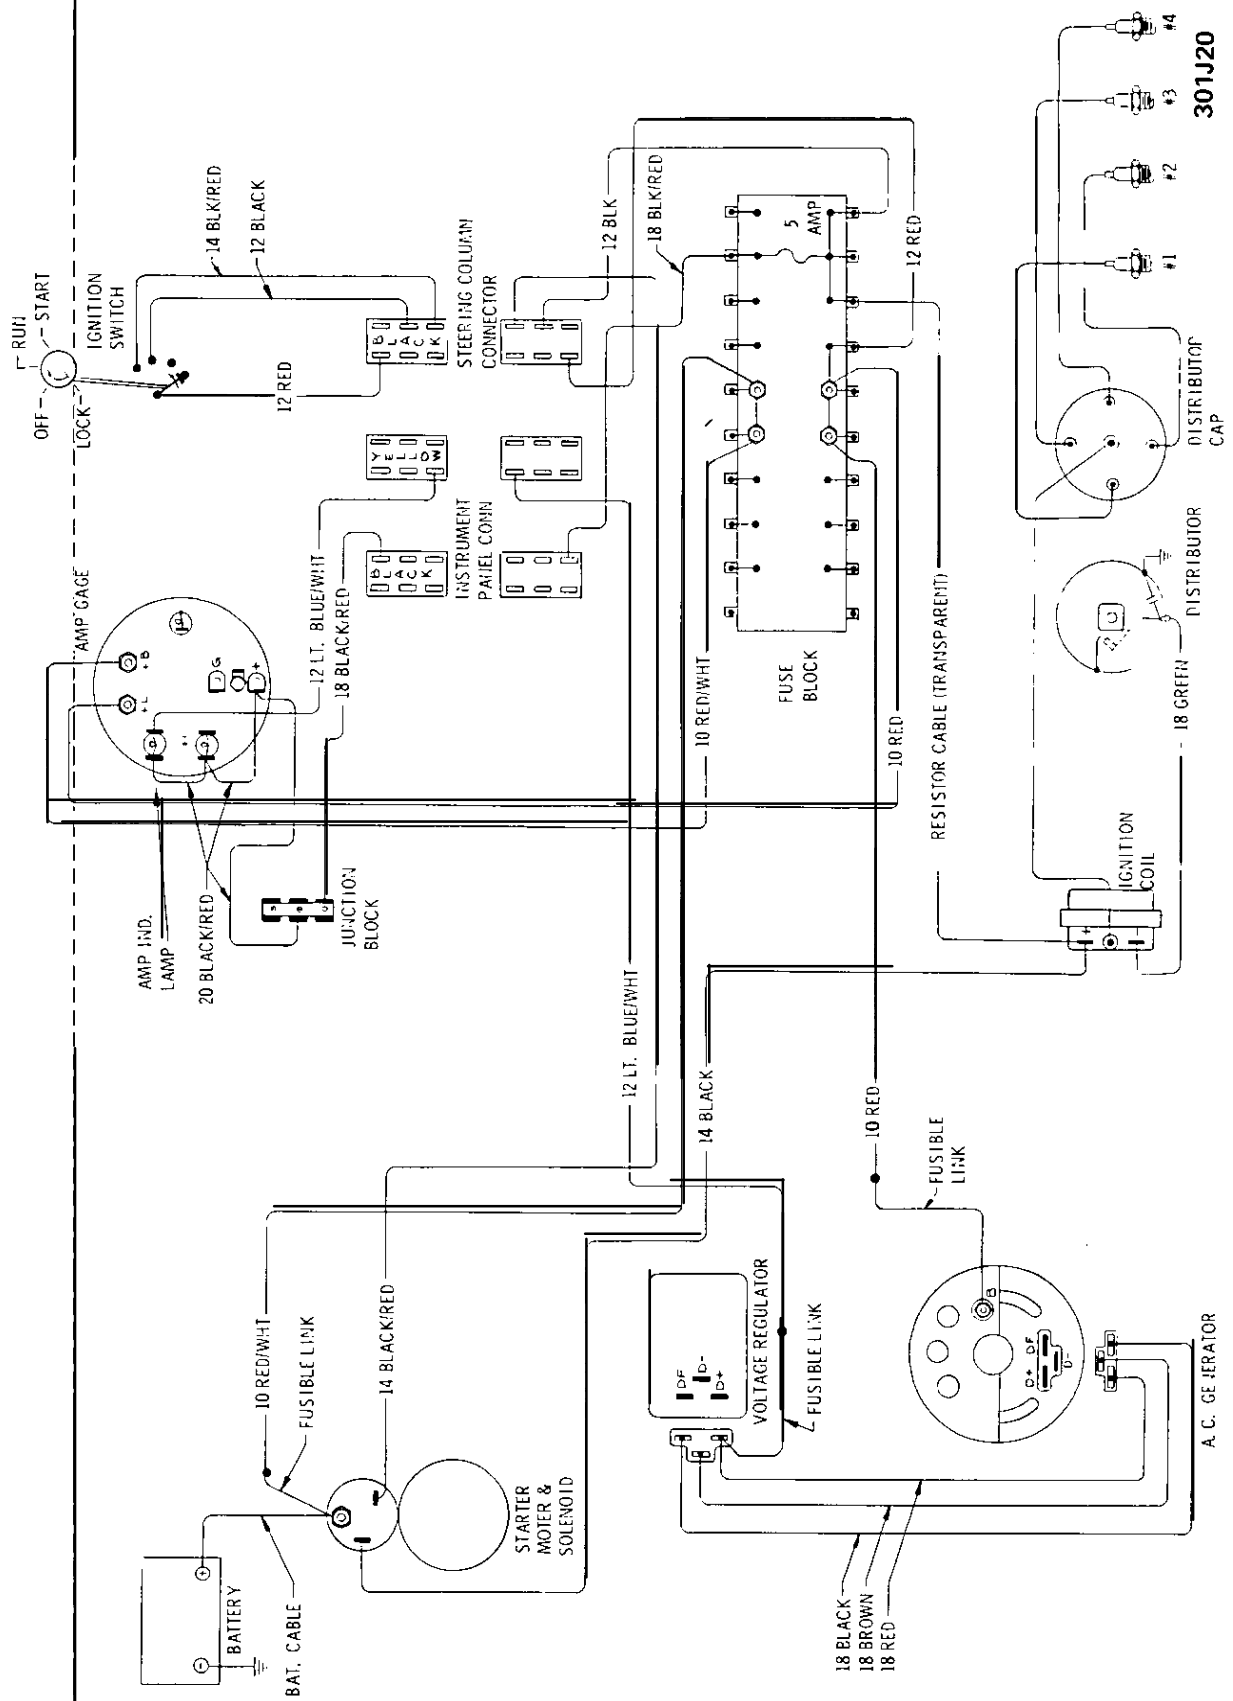 RUN
OFF
START
LOCK
IGNITION
SWITCH
14 BLK/RED
12 BLACK
12 RED
BLACK
STEERING COLUMN
CONNECTOR
12 BLK
18 BLK/RED
YELLOW
BLACK
INSTRUMENT
PANEL CONN
AMP GAGE
+B
+L
G
+
12 LT. BLUE/WHT
18 BLACK/RED
AMP IND.
LAMP
20 BLACK/RED
JUNCTION
BLOCK
5
AMP
FUSE
BLOCK
12 RED
10 RED/WHT
10 RED
RESISTOR CABLE (TRANSPARENT)
#1
#2
#3
#4
301J20
DISTRIBUTOR
CAP
DISTRIBUTOR
18 GREEN
IGNITION
COIL
+
12 LT. BLUE/WHT
14 BLACK
10 RED
FUSIBLE
LINK
BATTERY
+
-
BAT. CABLE
10 RED/WHT
FUSIBLE LINK
14 BLACK/RED
STARTER
MOTER &
SOLENOID
DF
D-
D+
VOLTAGE REGULATOR
FUSIBLE LINK
B
D+
DF
D-
A.C. GENERATOR
18 BLACK
18 BROWN
18 RED